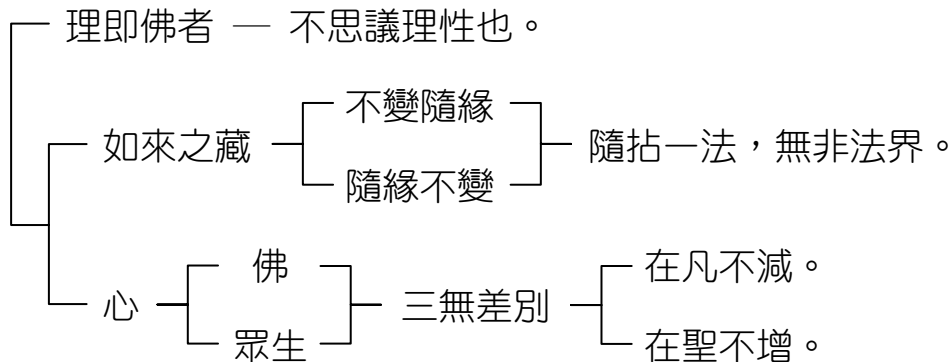 理即佛者 — 不思議理性也。
如來之藏
不變隨緣
隨緣不變
隨拈一法，無非法界。
心
佛
眾生
三無差別
在凡不減。
在聖不增。